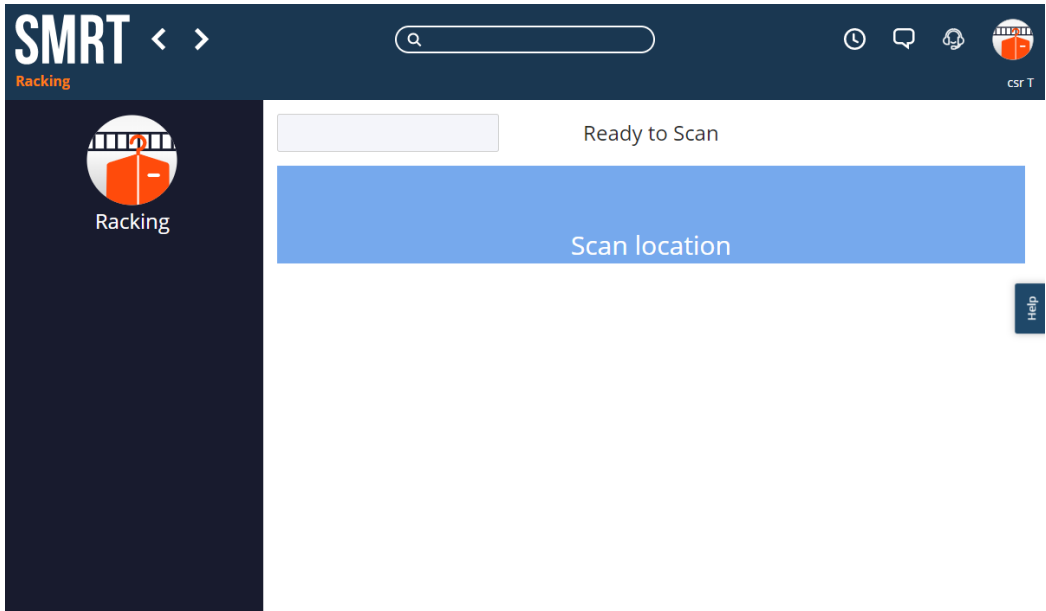 SMRT
Racking
csr T
Racking
Ready to Scan
Scan location
Help